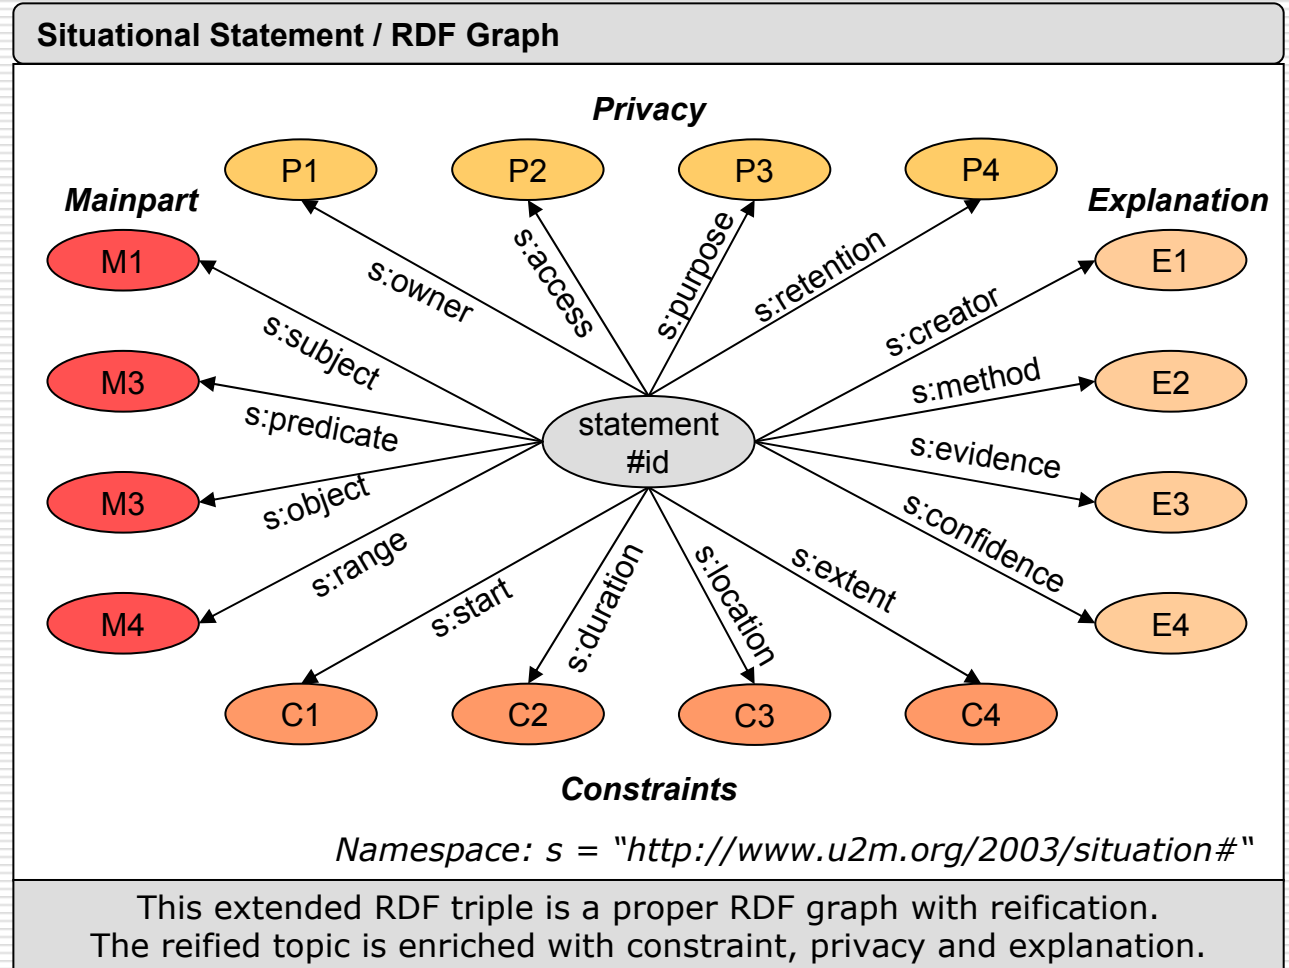 Situational Statement / RDF Graph
Privacy
P1
P2
P3
P4
Mainpart
Explanation
M1
M3
M3
M4
E1
E2
E3
E4
s:owner
s:access
s:purpose
s:retention
s:subject
s:predicate
s:object
s:range
statement
#id
s:creator
s:method
s:evidence
s:confidence
s:start
s:duration
s:location
s:extent
C1
C2
C3
C4
Constraints
Namespace: s = “http://www.u2m.org/2003/situation#“
This extended RDF triple is a proper RDF graph with reification.
The reified topic is enriched with constraint, privacy and explanation.